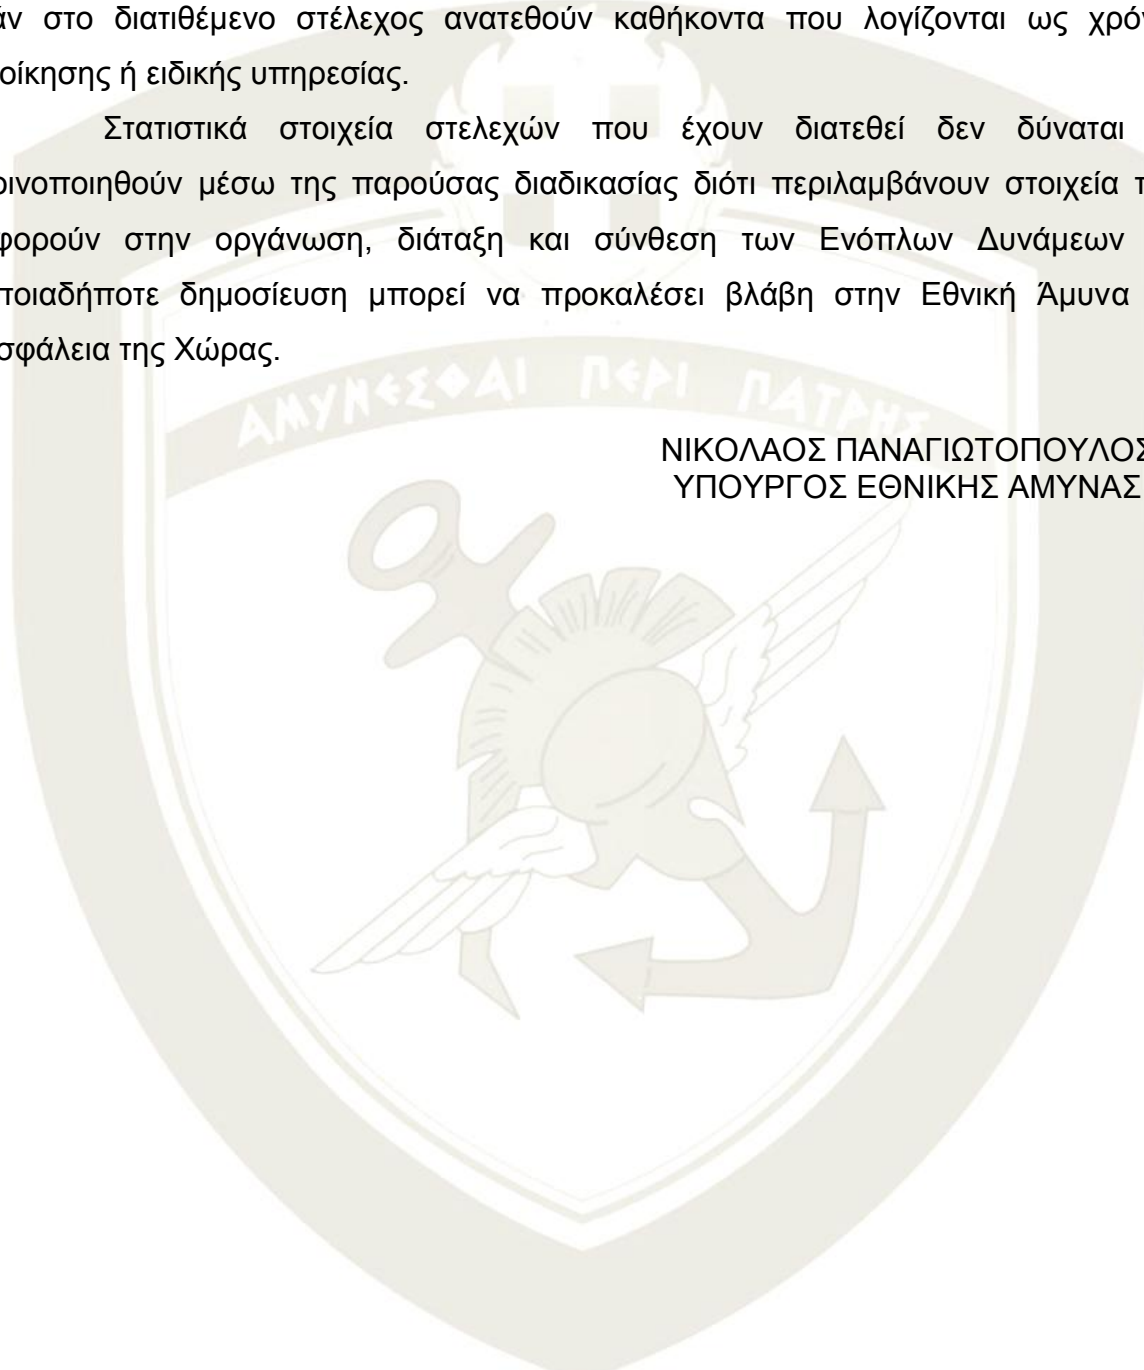 άν στο διατιθέμενο στέλεχος ανατεθούν καθήκοντα που λογίζονται ως χρόν
οίκησης ή ειδικής υπηρεσίας.
Στατιστικά στοιχεία στελεχών που έχουν διατεθεί δεν δύναται
οινοποιηθούν μέσω της παρούσας διαδικασίας διότι περιλαμβάνουν στοιχεία τ
φορούν στην οργάνωση, διάταξη και σύνθεση των Ενόπλων Δυνάμεων
ποιαδήποτε δημοσίευση μπορεί να προκαλέσει βλάβη στην Εθνική Άμυνα
σφάλεια της Χώρας.
ΑΜΥΝΕΣΘΑΙ ΠΕΡΙ ΠΑΤΡΗΣ
ΝΙΚΟΛΑΟΣ ΠΑΝΑΓΙΩΤΟΠΟΥΛΟΣ
ΥΠΟΥΡΓΟΣ ΕΘΝΙΚΗΣ ΑΜΥΝΑΣ